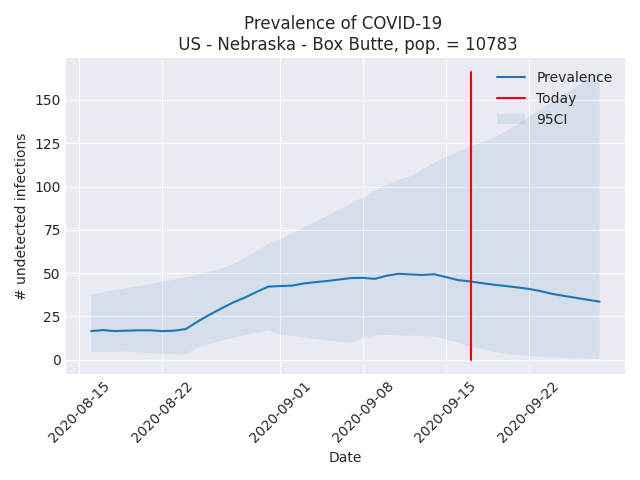 Prevalence of COVID-19
US - Nebraska - Box Butte, pop. = 10783
Prevalence
Today
95CI
150
125
100
75
50
25
0
# undetected infections
2020-08-15
2020-08-22
2020-09-01
2020-09-08
2020-09-15
2020-09-22
Date